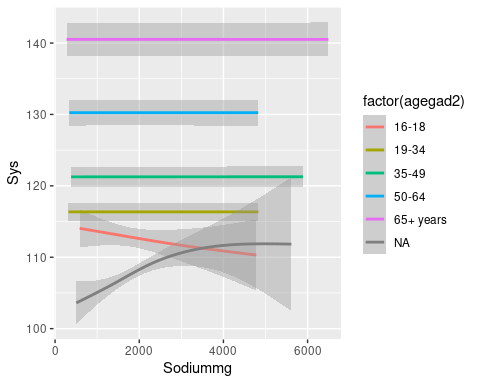 140
130
120
110
100
Sys
0
2000
4000
6000
Sodiummg
factor(agegad2)
16-18
19-34
35-49
50-64
65+ years
NA